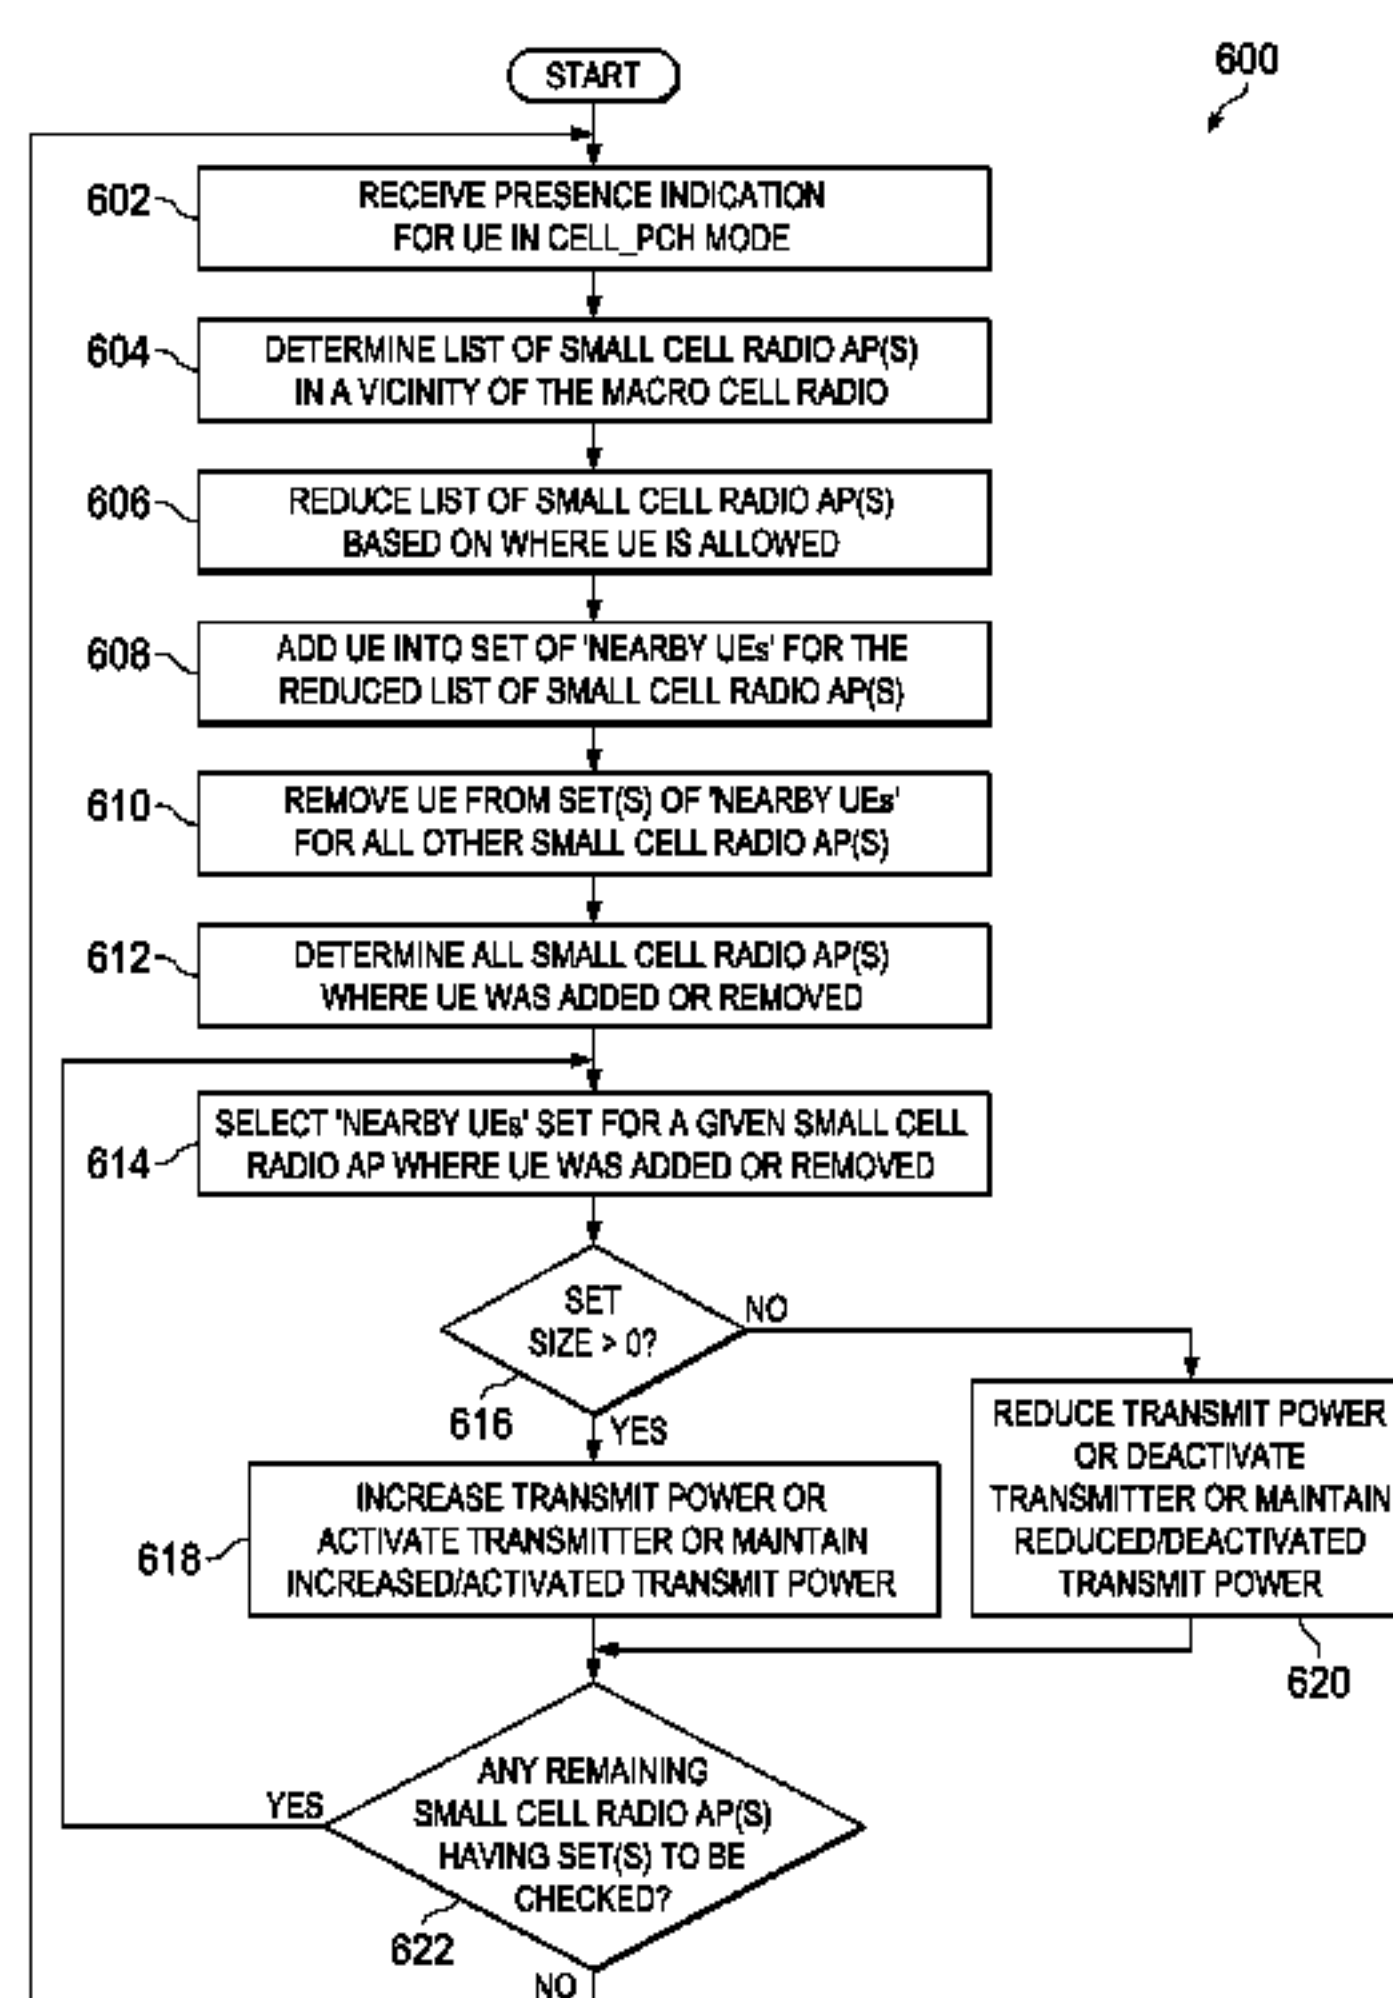 START
600
602
RECEIVE PRESENCE INDICATION
FOR UE IN CELL_PCH MODE
604
DETERMINE LIST OF SMALL CELL RADIO AP(S)
IN A VICINITY OF THE MACRO CELL RADIO
606
REDUCE LIST OF SMALL CELL RADIO AP(S)
BASED ON WHERE UE IS ALLOWED
608
ADD UE INTO SET OF 'NEARBY UEs' FOR THE
REDUCED LIST OF SMALL CELL RADIO AP(S)
610
REMOVE UE FROM SET(S) OF 'NEARBY UEs'
FOR ALL OTHER SMALL CELL RADIO AP(S)
612
DETERMINE ALL SMALL CELL RADIO AP(S)
WHERE UE WAS ADDED OR REMOVED
614
SELECT 'NEARBY UEs' SET FOR A GIVEN SMALL CELL
RADIO AP WHERE UE WAS ADDED OR REMOVED
SET
SIZE > 0?
NO
616
YES
618
INCREASE TRANSMIT POWER OR
ACTIVATE TRANSMITTER OR MAINTAIN
INCREASED/ACTIVATED TRANSMIT POWER
REDUCE TRANSMIT POWER
OR DEACTIVATE
TRANSMITTER OR MAINTAIN
REDUCED/DEACTIVATED
TRANSMIT POWER
620
ANY REMAINING
SMALL CELL RADIO AP(S)
HAVING SET(S) TO BE
CHECKED?
YES
622
NO